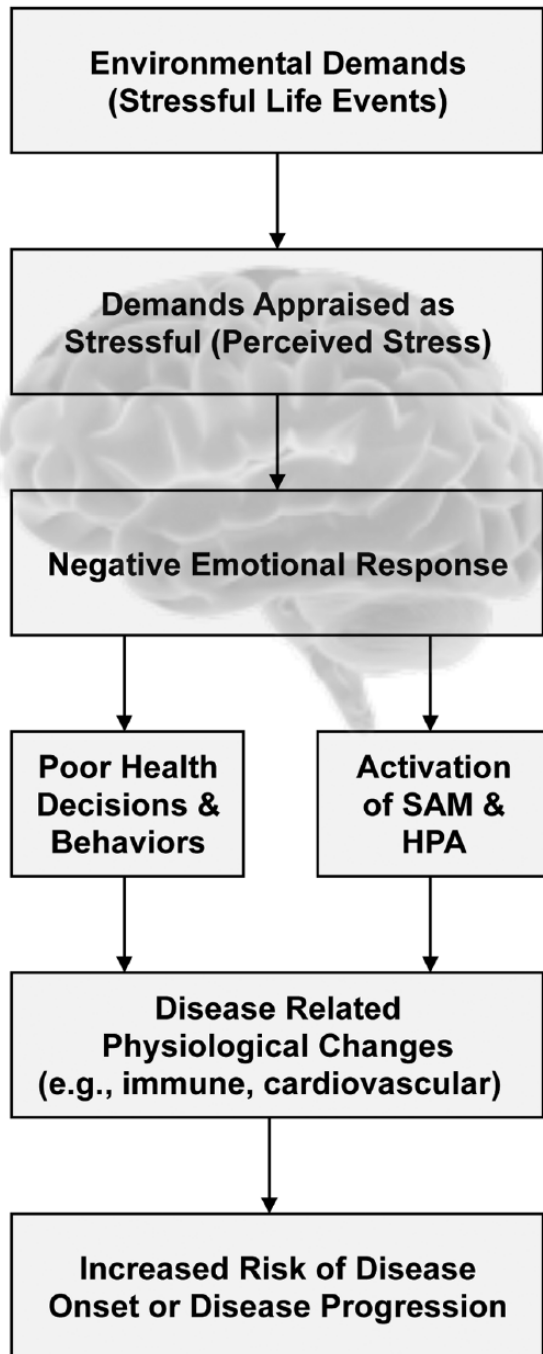 Environmental Demands
(Stressful Life Events)
Demands Appraised as
Stressful (Perceived Stress)
Negative Emotional Response
Poor Health
Decisions &
Behaviors
Activation
of SAM &
HPA
Disease Related
Physiological Changes
(e.g., immune, cardiovascular)
Increased Risk of Disease
Onset or Disease Progression